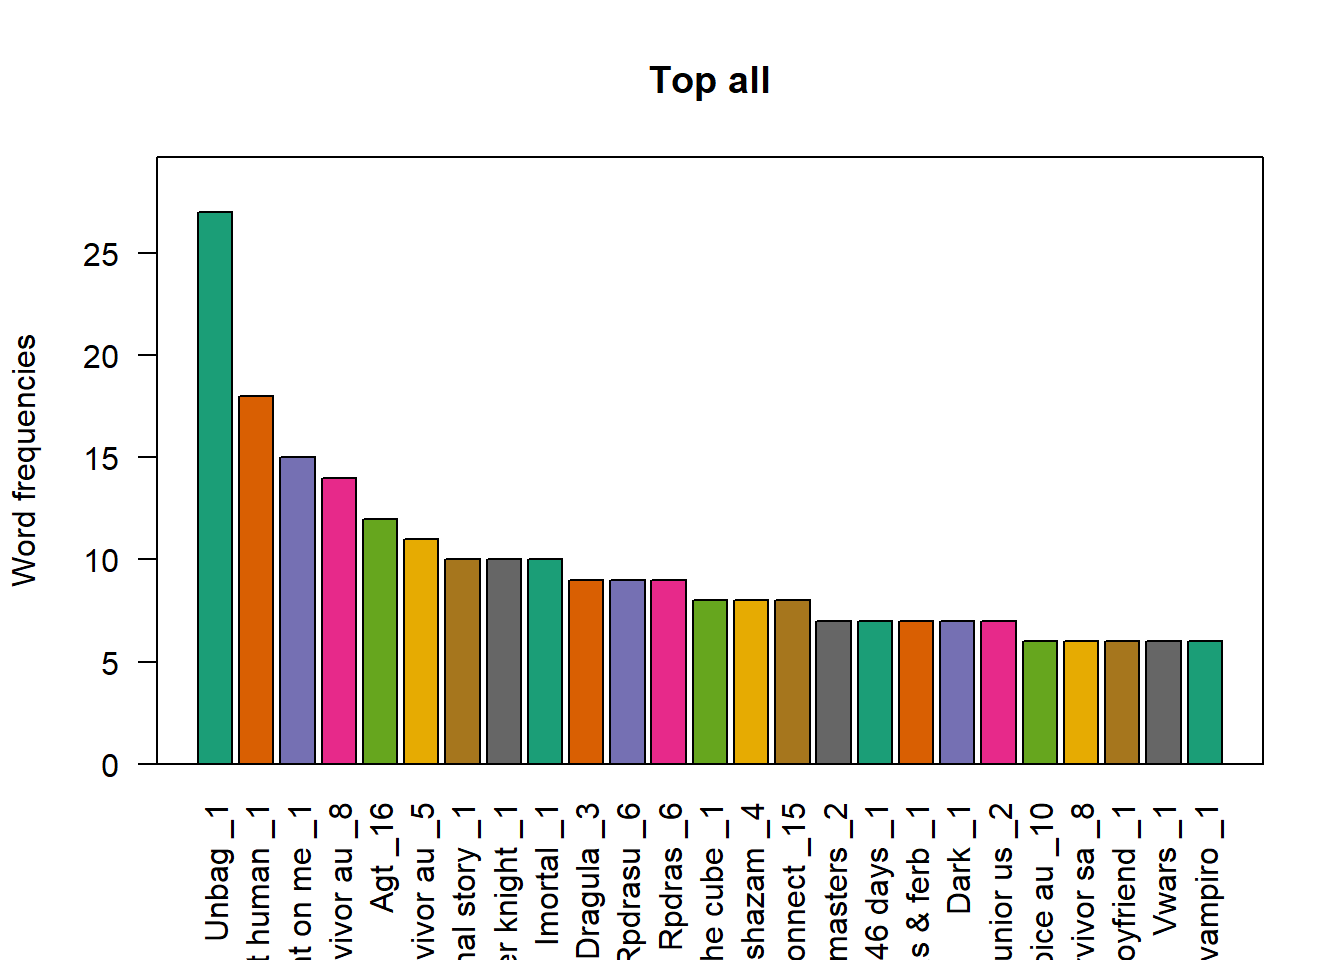 Top all
Word frequencies
25
20
15
10
5
0
Unbag _1
t human _1
nt on me _1
vivor au _8
Agt _16
vivor au _5
nal story _1
er knight _1
Imortal _1
Dragula _3
Rpdrasu _6
Rpdras _6
he cube _1
shazam _4
onnect _15
masters _2
46 days _1
s & ferb _1
Dark _1
unior us _2
oice au _10
rvivor sa _8
oyfriend _1
Vwars _1
vampiro _1